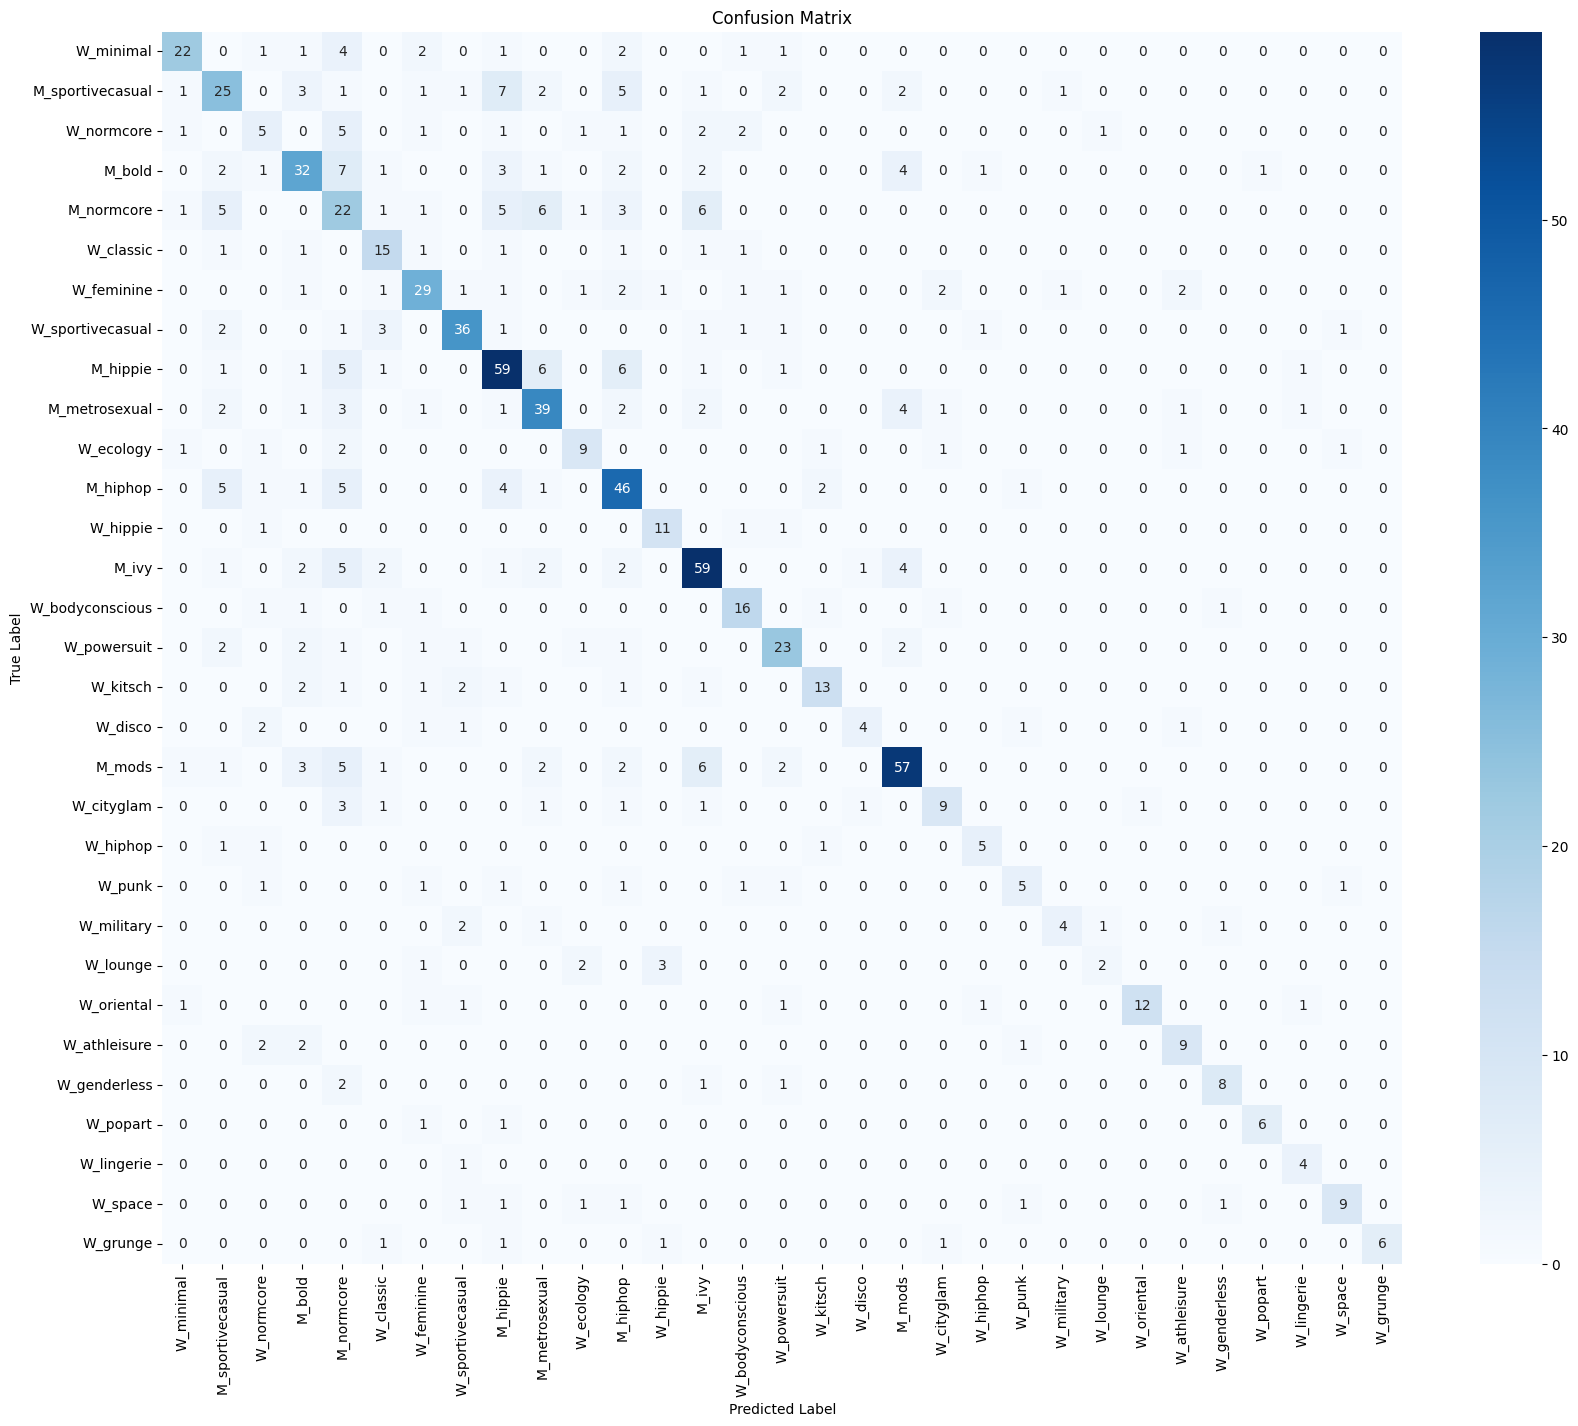 Confusion Matrix
W_minimal 22 0 1 1 4 0 2 0 1 0 0 2 0 0 1 1 0 0 0 0 0 0 0 0 0 0 0 0 0 0 0
M_sportivecasual 1 25 0 3 1 0 1 1 7 2 0 5 0 1 0 2 0 0 2 0 0 0 1 0 0 0 0 0 0 0 0
W_normcore 1 0 5 0 5 0 1 0 1 0 1 1 0 2 2 0 0 0 0 0 0 0 0 1 0 0 0 0 0 0 0
M_bold 0 2 1 32 7 1 0 0 3 1 0 2 0 2 0 0 0 0 4 0 1 0 0 0 0 0 0 1 0 0 0
M_normcore 1 5 0 0 22 1 1 0 5 6 1 3 0 6 0 0 0 0 0 0 0 0 0 0 0 0 0 0 0 0 0
W_classic 0 1 0 1 0 15 1 0 1 0 0 1 0 1 1 0 0 0 0 0 0 0 0 0 0 0 0 0 0 0 0
W_feminine 0 0 0 1 0 1 29 1 1 0 1 2 1 0 1 1 0 0 0 2 0 0 1 0 0 2 0 0 0 0 0
W_sportivecasual 0 2 0 0 1 3 0 36 1 0 0 0 0 1 1 1 0 0 0 0 1 0 0 0 0 0 0 0 0 1 0
M_hippie 0 1 0 1 5 1 0 0 59 6 0 6 0 1 0 1 0 0 0 0 0 0 0 0 0 0 0 0 1 0 0
M_metrosexual 0 2 0 1 3 0 1 0 1 39 0 2 0 2 0 0 0 0 4 1 0 0 0 0 0 1 0 0 1 0 0
W_ecology 1 0 1 0 2 0 0 0 0 0 9 0 0 0 0 0 1 0 0 1 0 0 0 0 0 1 0 0 0 1 0
M_hiphop 0 5 1 1 5 0 0 0 4 1 0 46 0 0 0 0 2 0 0 0 0 1 0 0 0 0 0 0 0 0 0
W_hippie 0 0 1 0 0 0 0 0 0 0 0 0 11 0 1 1 0 0 0 0 0 0 0 0 0 0 0 0 0 0 0
M_ivy 0 1 0 2 5 2 0 0 1 2 0 2 0 59 0 0 0 1 4 0 0 0 0 0 0 0 0 0 0 0 0
W_bodyconscious 0 0 1 1 0 1 1 0 0 0 0 0 0 0 16 0 1 0 0 1 0 0 0 0 0 0 1 0 0 0 0
W_powersuit 0 2 0 2 1 0 1 1 0 0 1 1 0 0 0 23 0 0 2 0 0 0 0 0 0 0 0 0 0 0 0
W_kitsch 0 0 0 2 1 0 1 2 1 0 0 1 0 1 0 0 13 0 0 0 0 0 0 0 0 0 0 0 0 0 0
W_disco 0 0 2 0 0 0 1 1 0 0 0 0 0 0 0 0 0 4 0 0 0 1 0 0 0 1 0 0 0 0 0
M_mods 1 1 0 3 5 1 0 0 0 2 0 2 0 6 0 2 0 0 57 0 0 0 0 0 0 0 0 0 0 0 0
W_cityglam 0 0 0 0 3 1 0 0 0 1 0 1 0 1 0 0 0 1 0 9 0 0 0 0 1 0 0 0 0 0 0
W_hiphop 0 1 1 0 0 0 0 0 0 0 0 0 0 0 0 0 1 0 0 0 5 0 0 0 0 0 0 0 0 0 0
W_punk 0 0 1 0 0 0 1 0 1 0 0 1 0 0 1 1 0 0 0 0 0 5 0 0 0 0 0 0 0 1 0
W_military 0 0 0 0 0 0 0 2 0 1 0 0 0 0 0 0 0 0 0 0 0 0 4 1 0 0 1 0 0 0 0
W_lounge 0 0 0 0 0 0 1 0 0 0 2 0 3 0 0 0 0 0 0 0 0 0 0 2 0 0 0 0 0 0 0
W_oriental 1 0 0 0 0 0 1 1 0 0 0 0 0 0 0 1 0 0 0 0 1 0 0 0 12 0 0 0 1 0 0
W_athleisure 0 0 2 2 0 0 0 0 0 0 0 0 0 0 0 0 0 0 0 0 0 1 0 0 0 9 0 0 0 0 0
W_genderless 0 0 0 0 2 0 0 0 0 0 0 0 0 1 0 1 0 0 0 0 0 0 0 0 0 0 8 0 0 0 0
W_popart 0 0 0 0 0 0 1 0 1 0 0 0 0 0 0 0 0 0 0 0 0 0 0 0 0 0 0 6 0 0 0
W_lingerie 0 0 0 0 0 0 0 1 0 0 0 0 0 0 0 0 0 0 0 0 0 0 0 0 0 0 0 0 4 0 0
W_space 0 0 0 0 0 0 0 1 1 0 1 1 0 0 0 0 0 0 0 0 0 1 0 0 0 0 1 0 0 9 0
W_grunge 0 0 0 0 0 1 0 0 1 0 0 0 1 0 0 0 0 0 0 1 0 0 0 0 0 0 0 0 0 0 6
True Label
W_minimal
M_sportivecasual
W_normcore
M_bold
M_normcore
W_classic
W_feminine
W_sportivecasual
M_hippie
M_metrosexual
W_ecology
M_hiphop
W_hippie
M_ivy
W_bodyconscious
W_powersuit
W_kitsch
W_disco
M_mods
W_cityglam
W_hiphop
W_punk
W_military
W_lounge
W_oriental
W_athleisure
W_genderless
W_popart
W_lingerie
W_space
W_grunge
Predicted Label
50
40
30
20
10
0